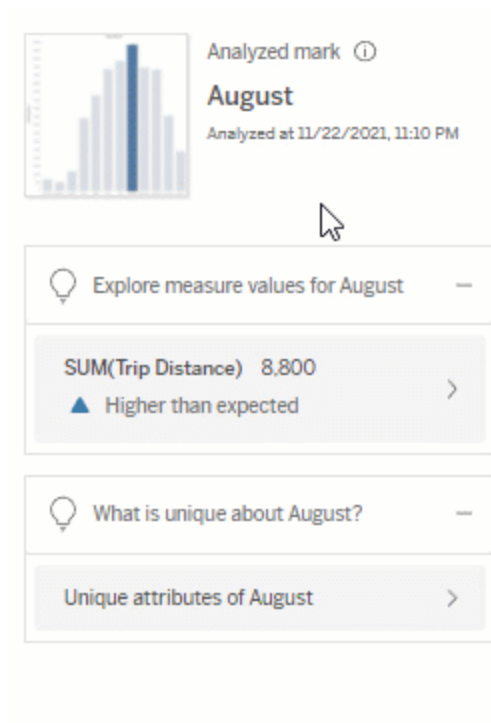 Analyzed mark
August
Analyzed at 11/22/2021, 11:10 PM
Explore measure values for August
SUM(Trip Distance) 8,800
Higher than expected
What is unique about August?
Unique attributes of August